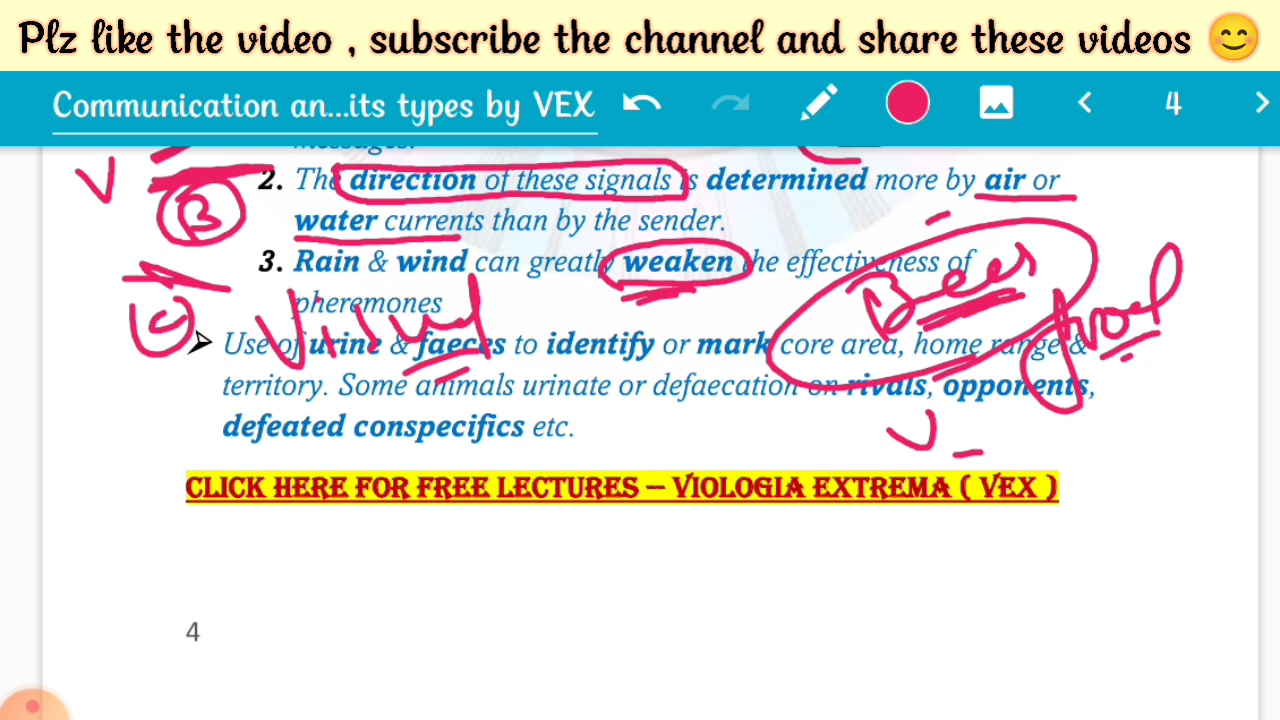 Plz like the video , subscribe the channel and share these videos 😊
Communication an...its types by VEX
4
messages.
2. The direction of these signals is determined more by air or
water currents than by the sender.
3. Rain & wind can greatly weaken the effectiveness of
pheremones
B
C
Visual
Bees
➢ Use of urine & faeces to identify or mark core area, home range &
territory. Some animals urinate or defaecation on rivals, opponents,
defeated conspecifics etc.
CLICK HERE FOR FREE LECTURES – VIOLOGIA EXTREMA ( VEX )
4